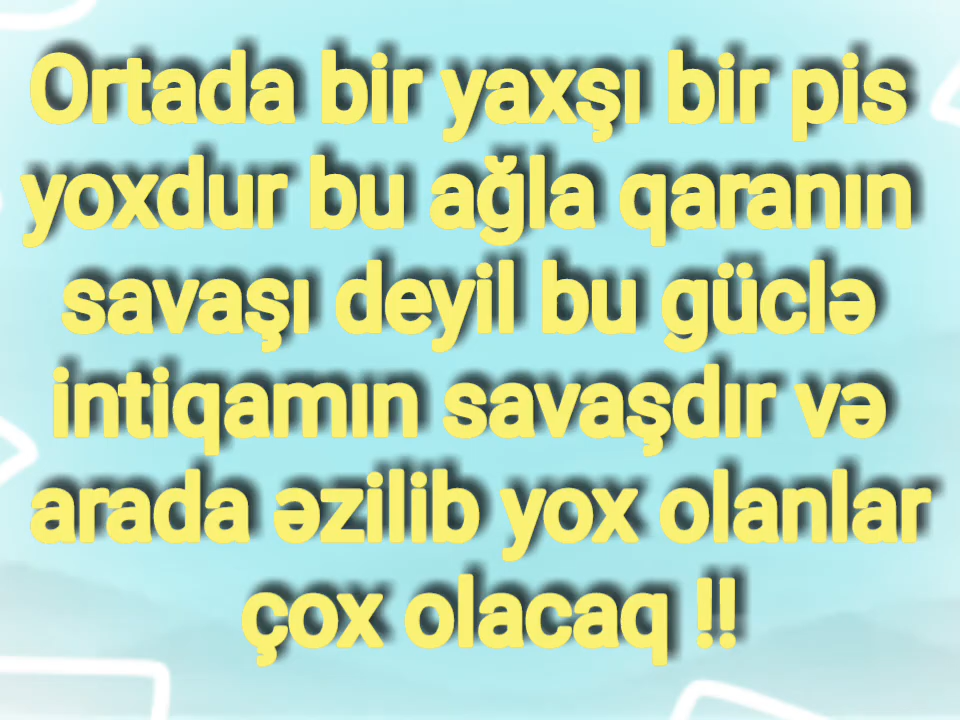 Ortada bir yaxşı bir pis
yoxdur bu ağla qaranın
savaşı deyil bu güclə
intiqamın savaşdır və
arada əzilib yox olanlar
çox olacaq !!